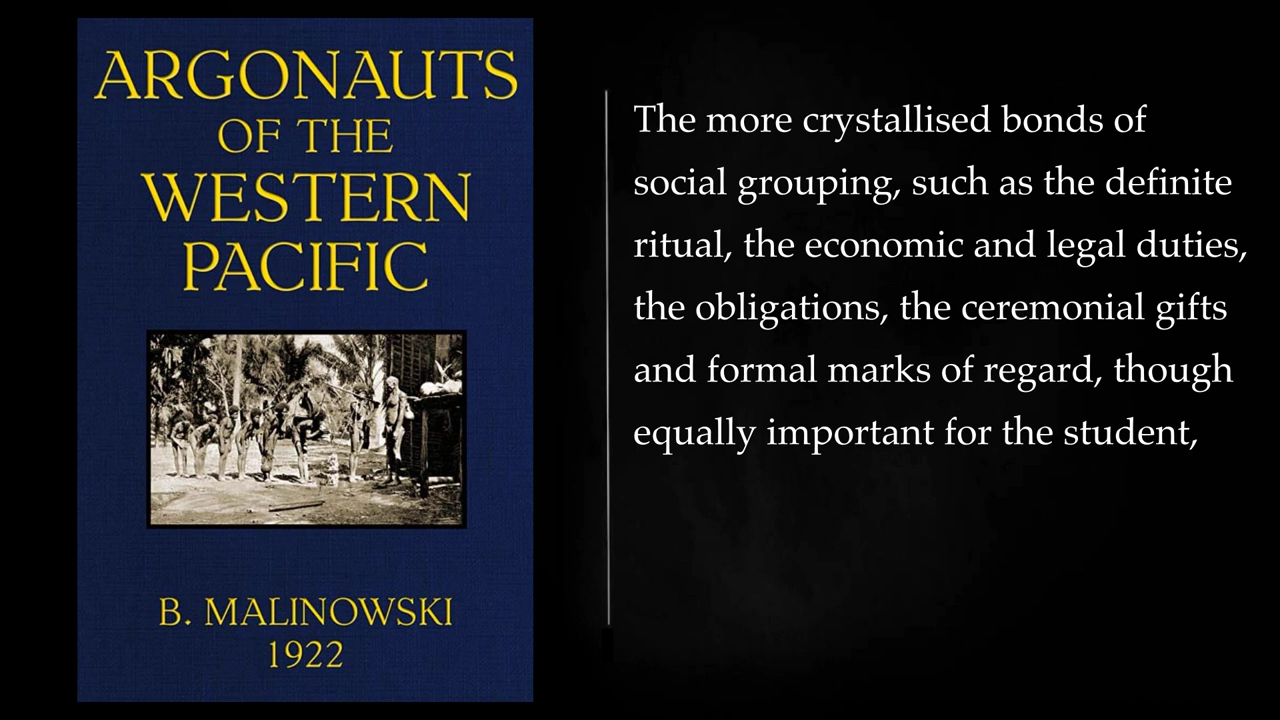 ARGONAUTS
OF THE
WESTERN
PACIFIC
B. MALINOWSKI
1922
The more crystallised bonds of
social grouping, such as the definite
ritual, the economic and legal duties,
the obligations, the ceremonial gifts
and formal marks of regard, though
equally important for the student,